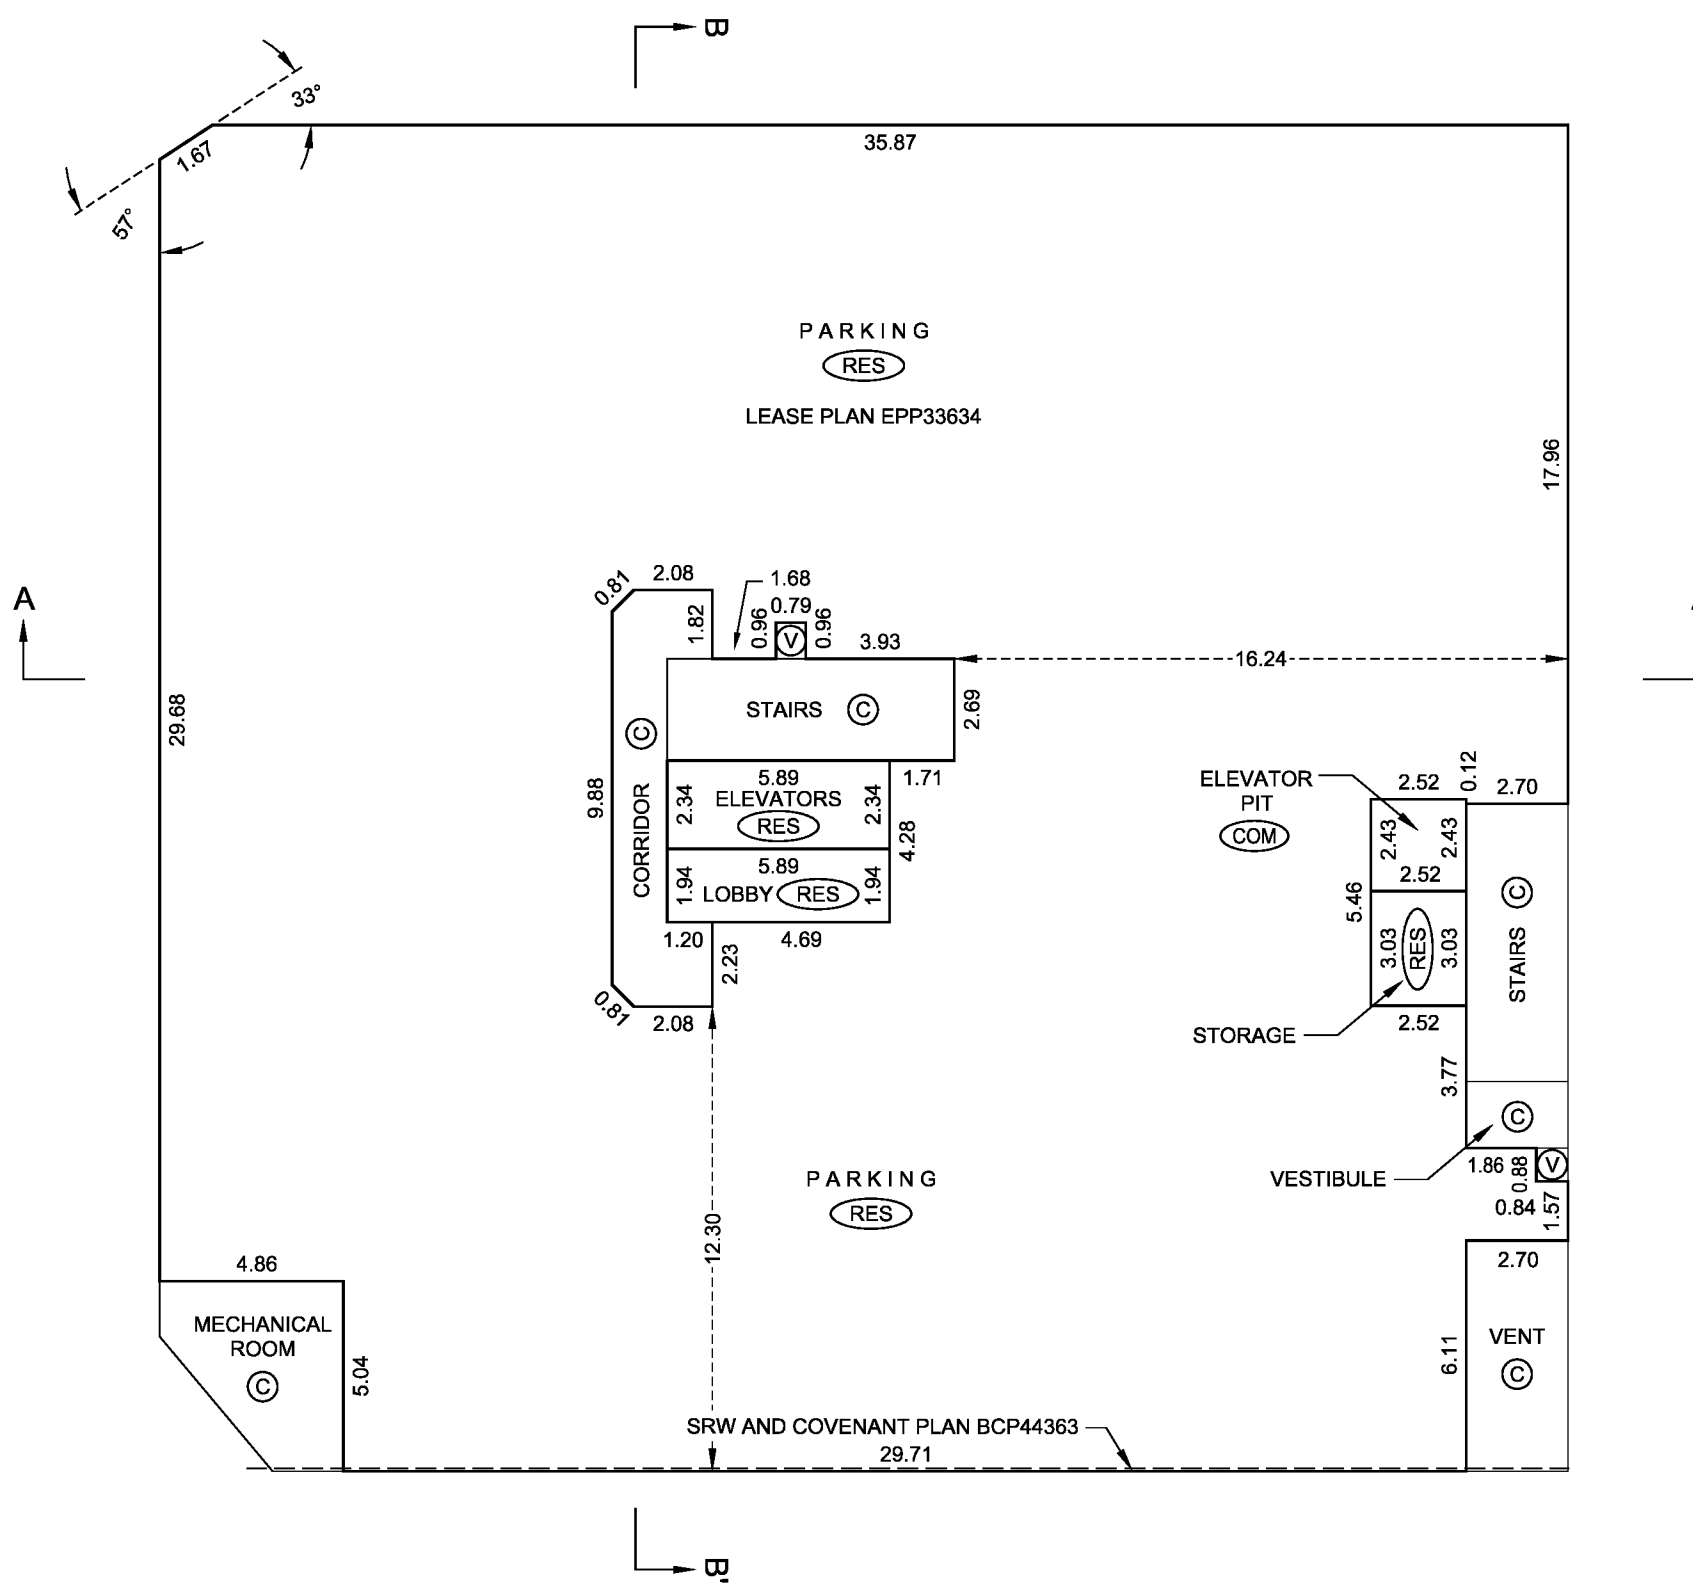 B
33°
1.67
35.87
57°
PARKING
RES
LEASE PLAN EPP33634
17.96
29.68
A
0.81
2.08
1.82
1.68
0.79
0.96
V
0.96
3.93
16.24
STAIRS C
2.69
C
CORRIDOR
9.88
5.89
1.71
2.34
ELEVATORS
2.34
RES
4.28
5.89
1.94
LOBBY RES
1.94
1.20
4.69
2.23
0.81
2.08
ELEVATOR
PIT
COM
2.52
0.12
2.70
2.43
2.43
2.52
5.46
3.03
RES
3.03
C
STAIRS
2.52
STORAGE
3.77
C
VESTIBULE
1.86
0.88
V
0.84
1.57
2.70
PARKING
RES
12.30
4.86
MECHANICAL
ROOM
C
5.04
6.11
VENT
C
SRW AND COVENANT PLAN BCP44363
29.71
B'